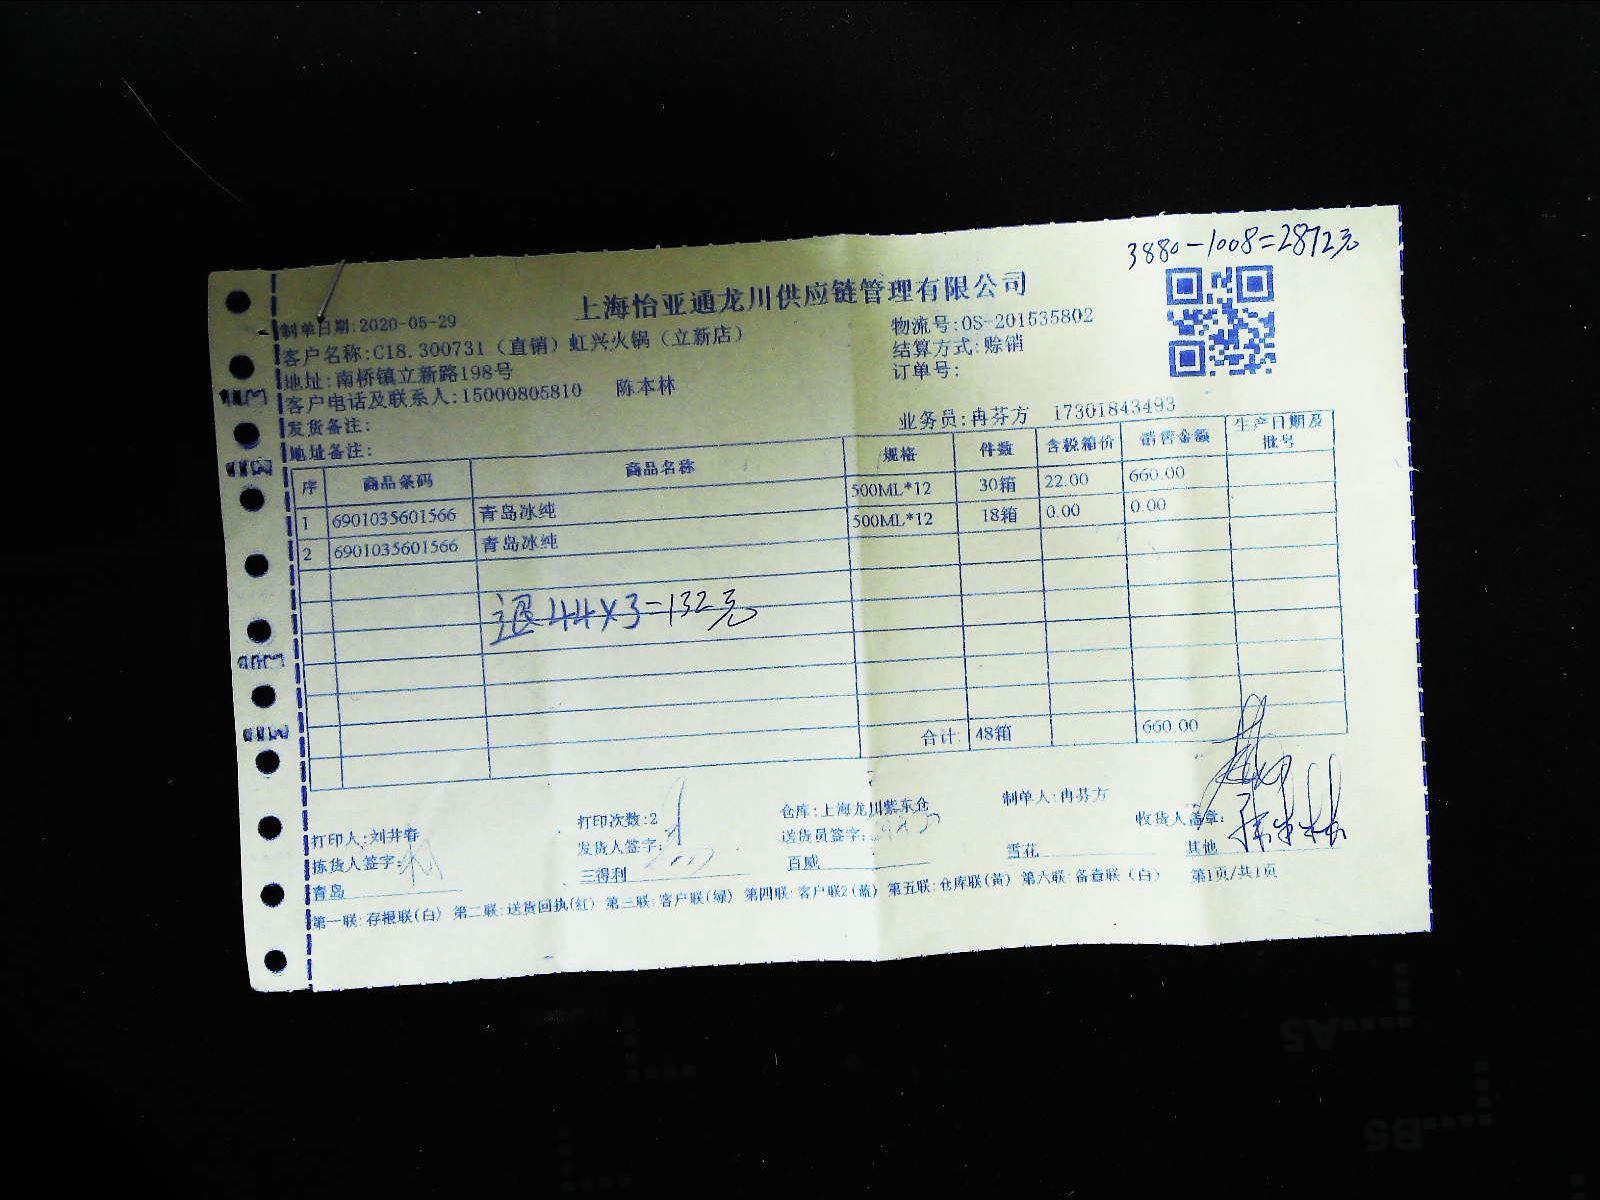 3880-1008=2872元
上海怡亚通龙川供应链管理有限公司
制单日期:2020-05-29
物流号:OS-201535802
客户名称:C18.300731（直销）虹兴火锅（立新店）
结算方式:赊销
地址:南桥镇立新路198号
订单号:
客户电话及联系人:15000805810 陈本林
发货备注:
业务员:冉芬方 17301843493
地址备注:
序 商品条码 商品名称 规格 件数 含税箱价 销售金额 生产日期及批号
1 6901035601566 青岛冰纯 500ML*12 30箱 22.00 660.00
2 6901035601566 青岛冰纯 500ML*12 18箱 0.00 0.00
退44×3=132元
合计: 48箱 660.00
打印人:刘井春 打印次数:2 仓库:上海龙川紫东仓 制单人:冉芬方
拣货人签字: 发货人签字: 送货员签字: 收货人盖章:
青岛 三得利 百威 雪花 其他
第一联:存根联(白) 第二联:送货回执(红) 第三联:客户联(绿) 第四联:客户联2(蓝) 第五联:仓库联(黄) 第六联:备查联(白) 第1页/共1页
A5
B5